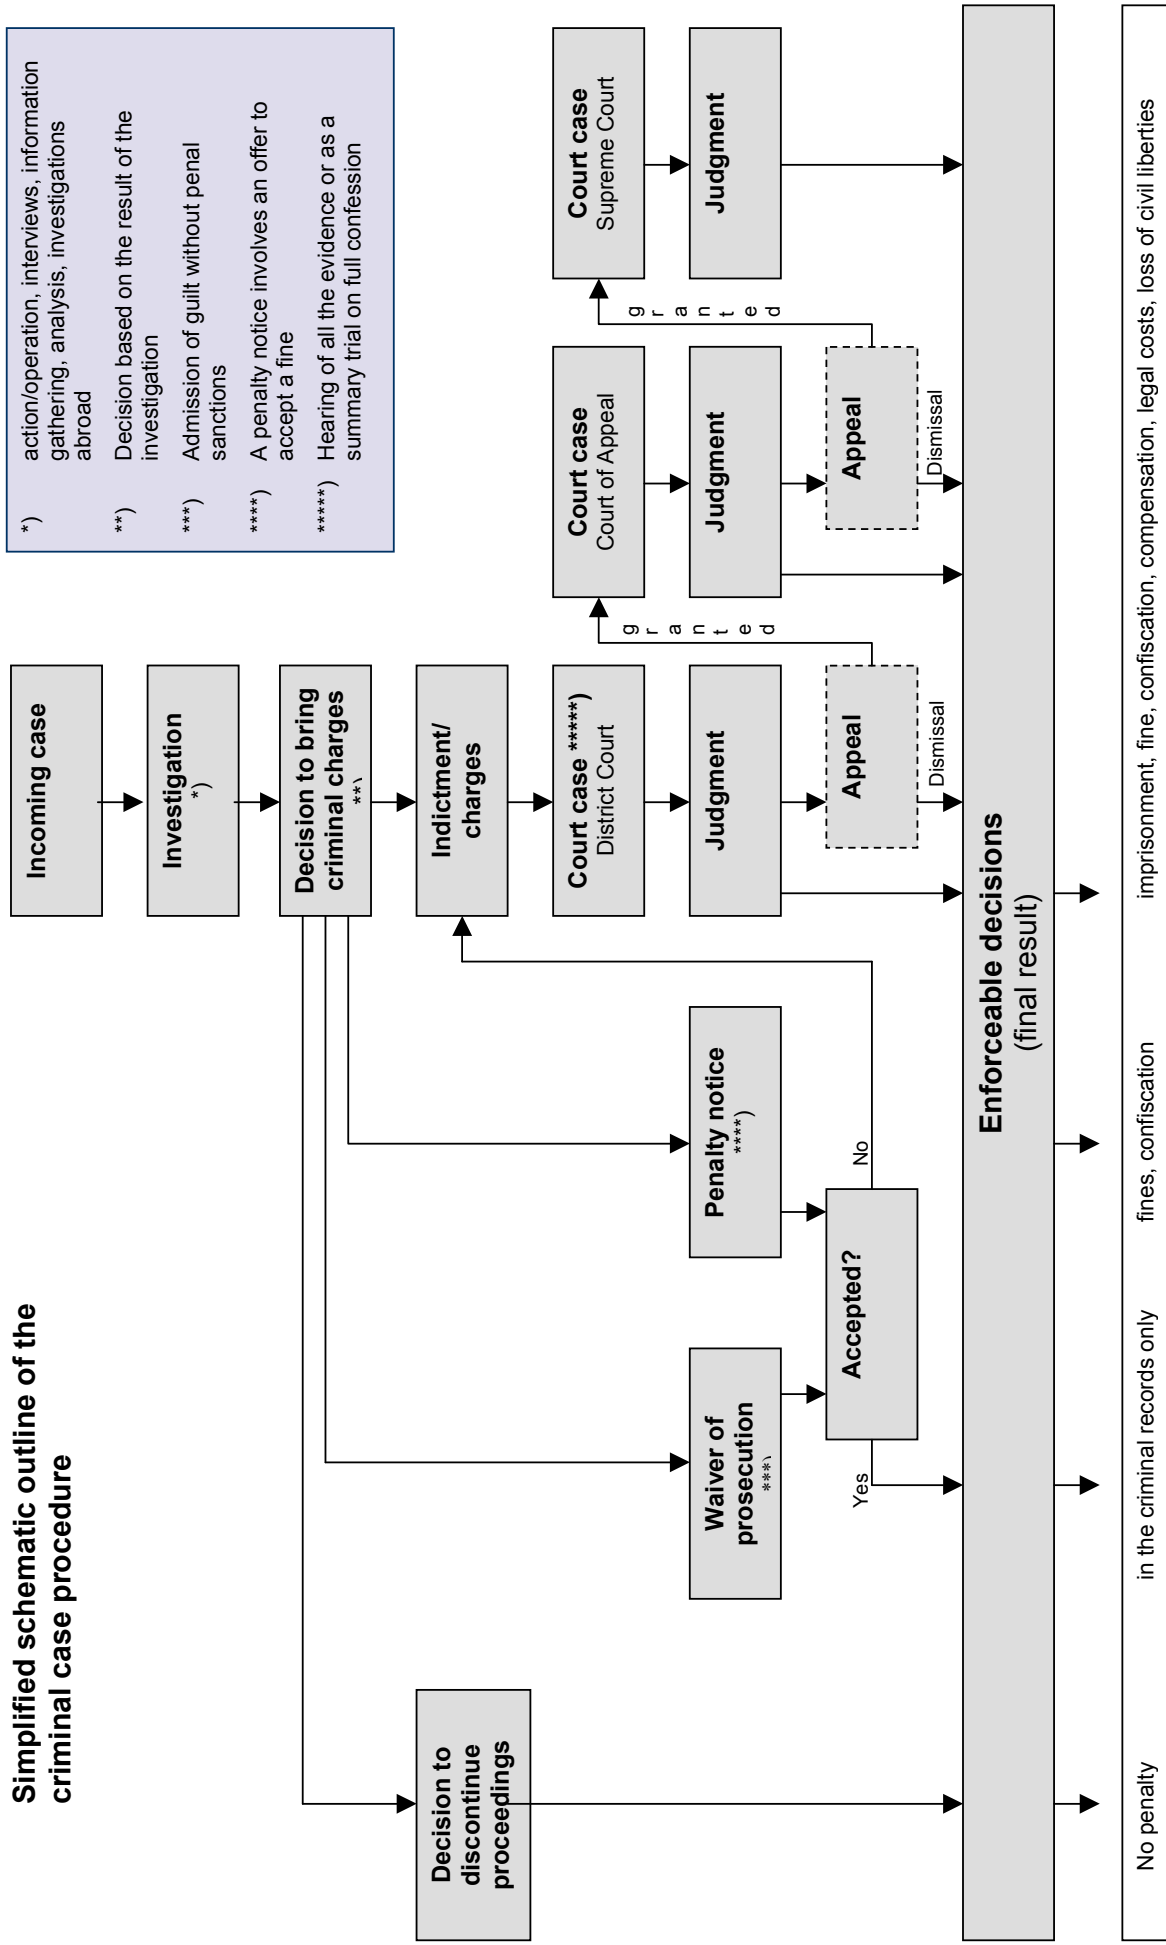 Simplified schematic outline of the
criminal case procedure
*) action/operation, interviews, information
gathering, analysis, investigations
abroad
**) Decision based on the result of the
investigation
***) Admission of guilt without penal
sanctions
****) A penalty notice involves an offer to
accept a fine
*****) Hearing of all the evidence or as a
summary trial on full confession
Incoming case
Investigation
*)
Decision to bring
criminal charges
**)
Decision to
discontinue
proceedings
Indictment/
charges
Court case *****)
District Court
Court case
Court of Appeal
Court case
Supreme Court
granted
granted
Waiver of
prosecution
***)
Penalty notice
****)
Judgment
Judgment
Judgment
Accepted?
Yes
No
Appeal
Appeal
Dismissal
Dismissal
Enforceable decisions
(final result)
No penalty
in the criminal records only
fines, confiscation
imprisonment, fine, confiscation, compensation, legal costs, loss of civil liberties